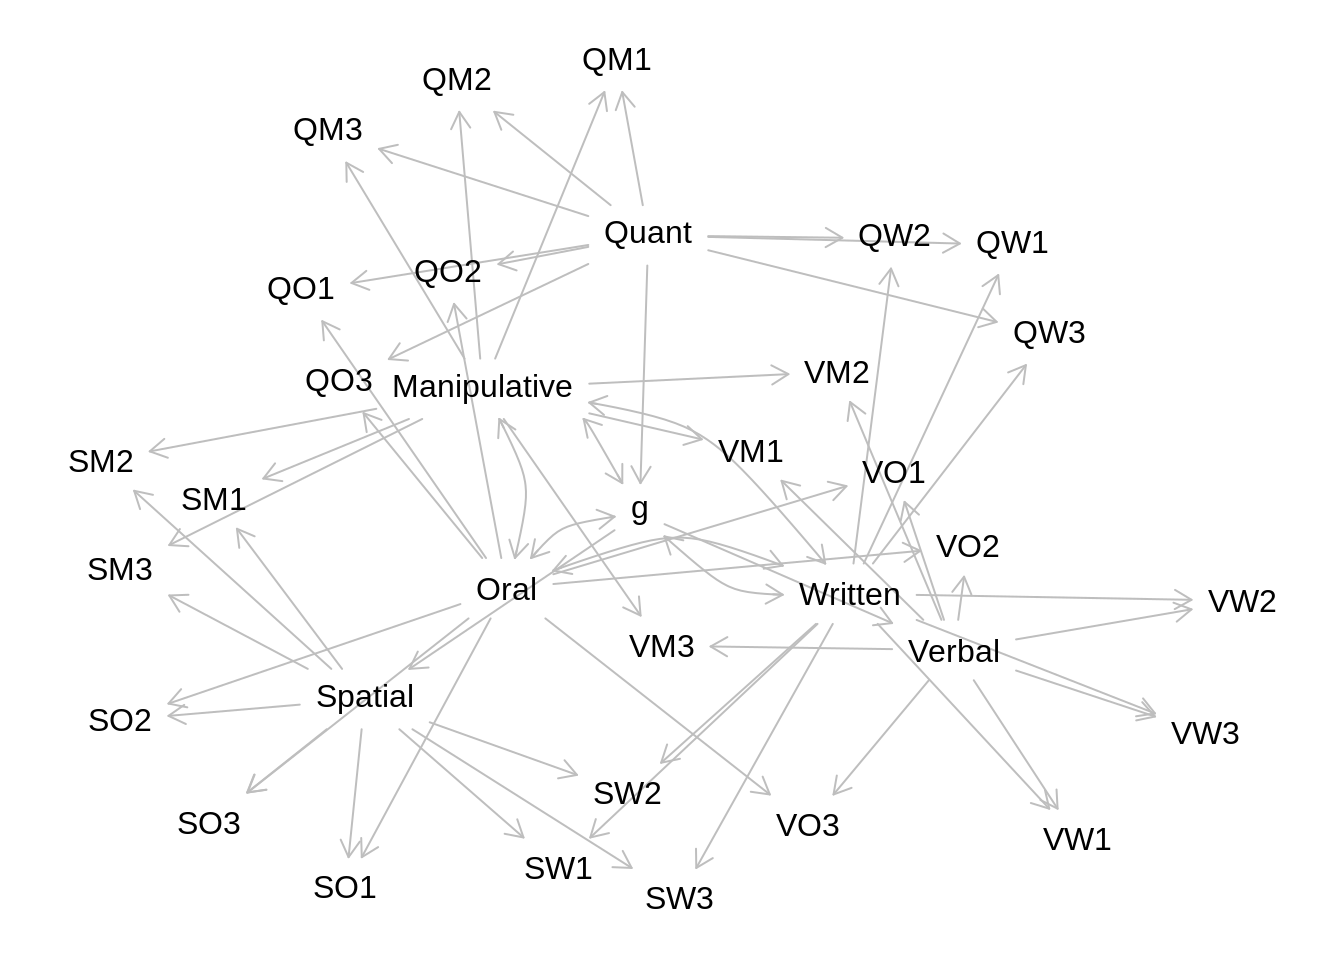 QM1
QM2
QM3
Quant
QW2
QW1
QO2
QO1
QW3
VM2
QO3
Manipulative
VM1
SM2
VO1
SM1
g
VO2
SM3
Oral
Written
VW2
VM3
Verbal
Spatial
SO2
VW3
SW2
SO3
VO3
VW1
SW1
SO1
SW3